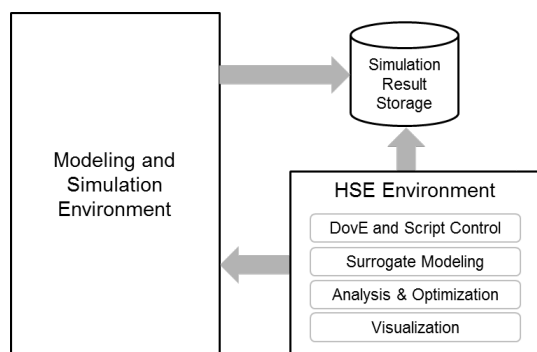 Modeling and
Simulation
Environment
Simulation
Result
Storage
HSE Environment
DovE and Script Control
Surrogate Modeling
Analysis & Optimization
Visualization